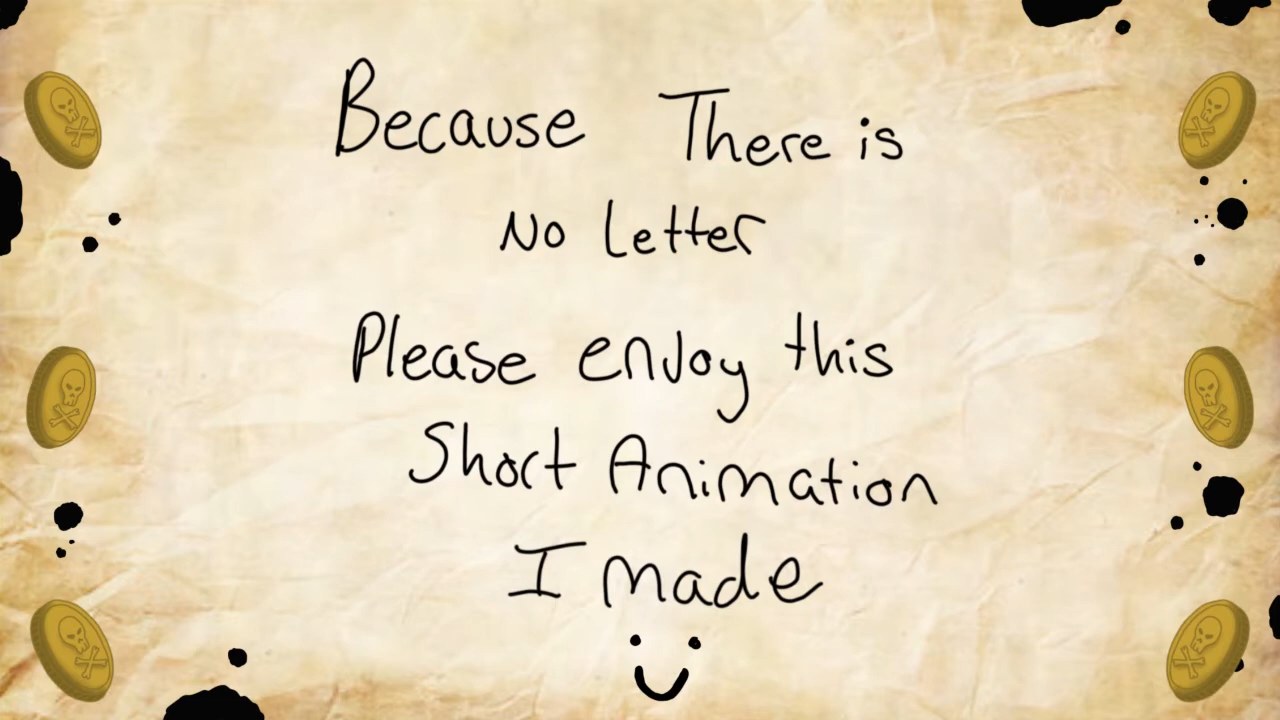 Because There is
No Letter
Please enjoy this
Short Animation
I made